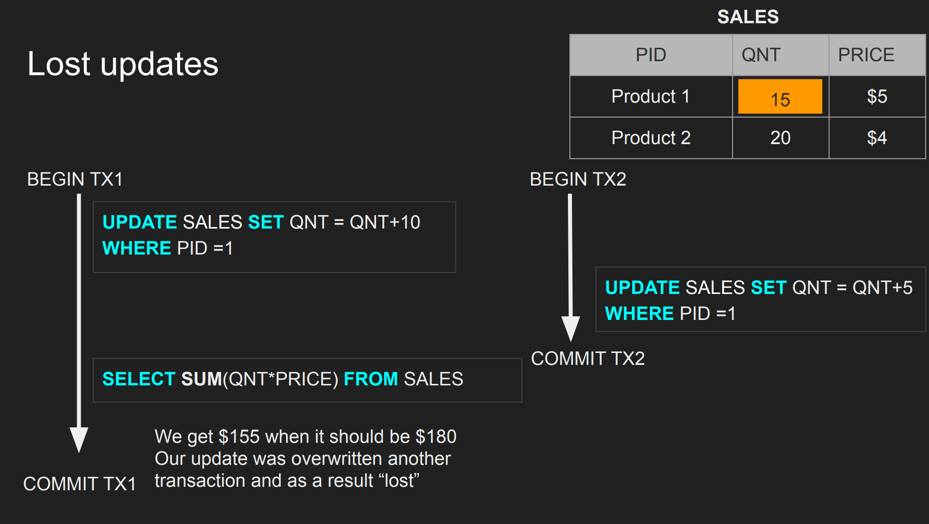 Lost updates
SALES
PID QNT PRICE
Product 1 15 $5
Product 2 20 $4
BEGIN TX1
UPDATE SALES SET QNT = QNT+10
WHERE PID =1
SELECT SUM(QNT*PRICE) FROM SALES
We get $155 when it should be $180
Our update was overwritten another
transaction and as a result “lost”
COMMIT TX1
BEGIN TX2
UPDATE SALES SET QNT = QNT+5
WHERE PID =1
COMMIT TX2